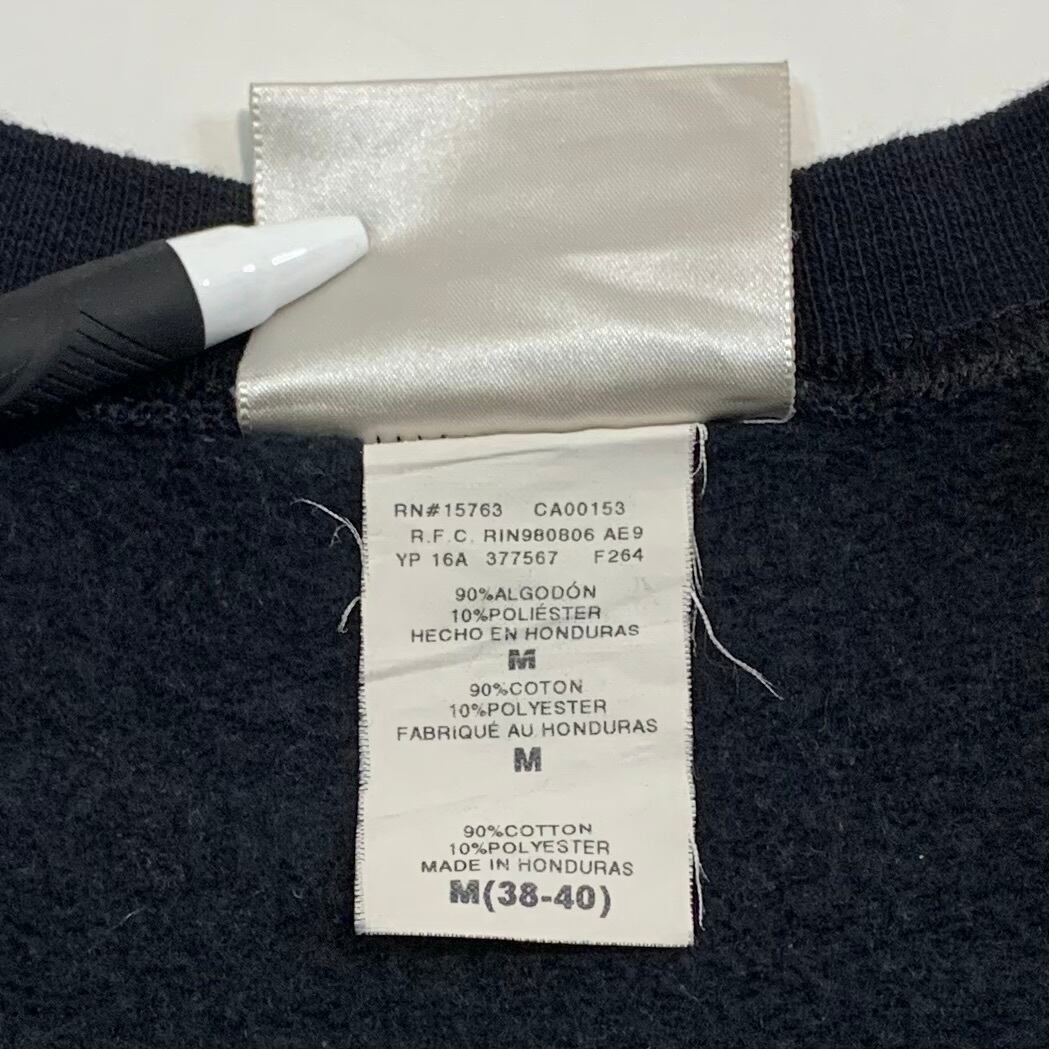 RN#15763 CA00153
R.F.C. RIN980806 AE9
YP 16A 377567 F264
90%ALGODÓN
10%POLIÉSTER
HECHO EN HONDURAS
M
90%COTON
10%POLYESTER
FABRIQUÉ AU HONDURAS
M
90%COTTON
10%POLYESTER
MADE IN HONDURAS
M(38-40)